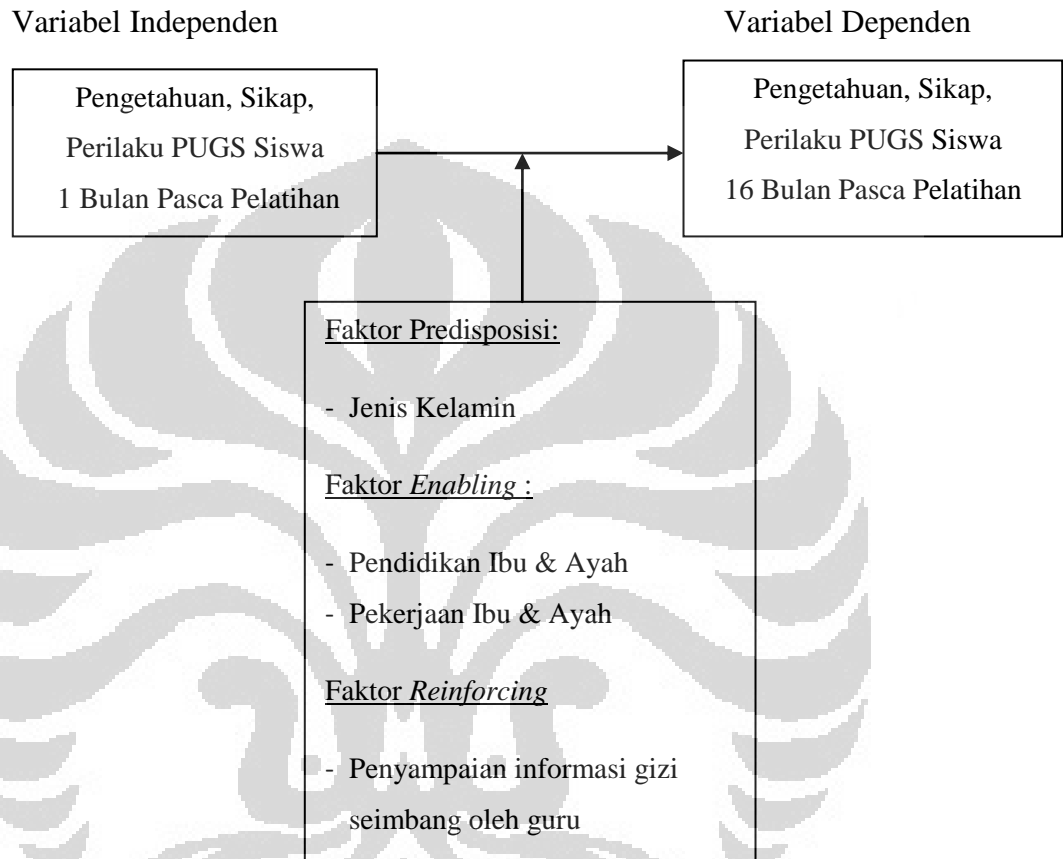 Variabel Independen
Variabel Dependen
Pengetahuan, Sikap,
Perilaku PUGS Siswa
1 Bulan Pasca Pelatihan
Pengetahuan, Sikap,
Perilaku PUGS Siswa
16 Bulan Pasca Pelatihan
Faktor Predisposisi:
- Jenis Kelamin
Faktor Enabling :
- Pendidikan Ibu & Ayah
- Pekerjaan Ibu & Ayah
Faktor Reinforcing
- Penyampaian informasi gizi
seimbang oleh guru